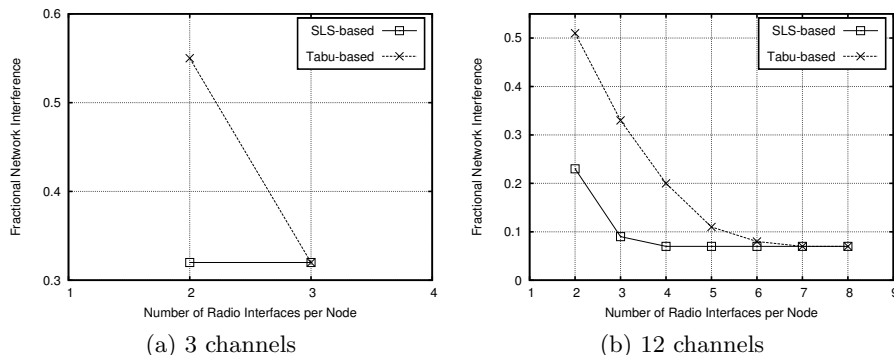 0.6
0.5
0.4
0.3
1
2
3
4
Fractional Network Interference
Number of Radio Interfaces per Node
SLS-based
Tabu-based
(a) 3 channels
0.5
0.4
0.3
0.2
0.1
0
1
2
3
4
5
6
7
8
9
Fractional Network Interference
Number of Radio Interfaces per Node
SLS-based
Tabu-based
(b) 12 channels